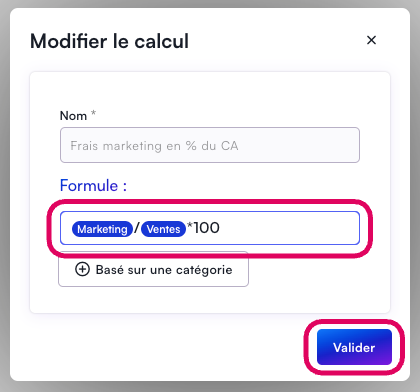 Modifier le calcul
Nom *
Frais marketing en % du CA
Formule :
Marketing/Ventes*100
Basé sur une catégorie
Valider